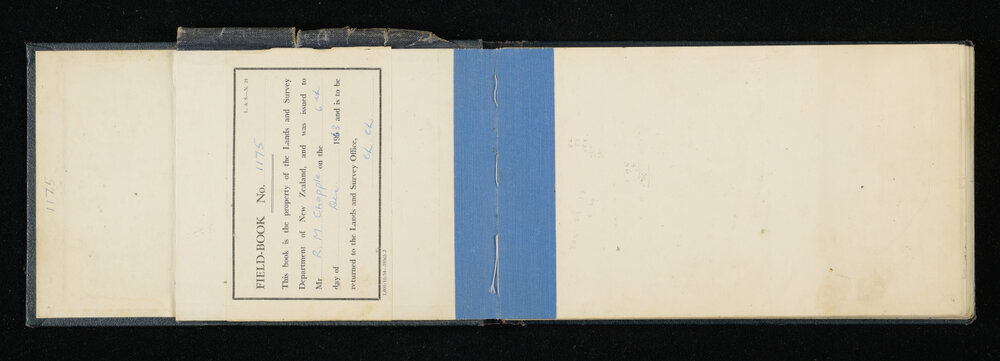 1175
L. & S.—N. 21
FIELD-BOOK No. 1175
This book is the property of the Lands and Survey
Department of New Zealand, and was issued to
Mr R. M. Chapple on the 6th
day of Dec 1963 and is to be
returned to the Lands and Survey Office,
Ch Ch